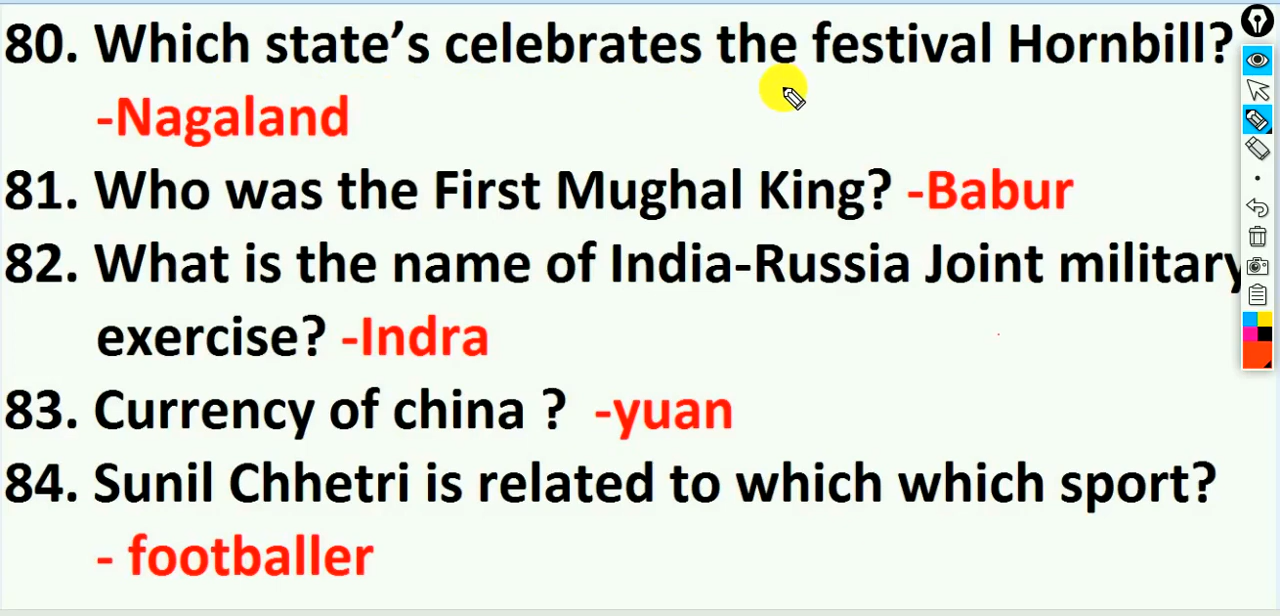 80. Which state’s celebrates the festival Hornbill?
-Nagaland
81. Who was the First Mughal King? -Babur
82. What is the name of India-Russia Joint military
exercise? -Indra
83. Currency of china ? -yuan
84. Sunil Chhetri is related to which which sport?
- footballer